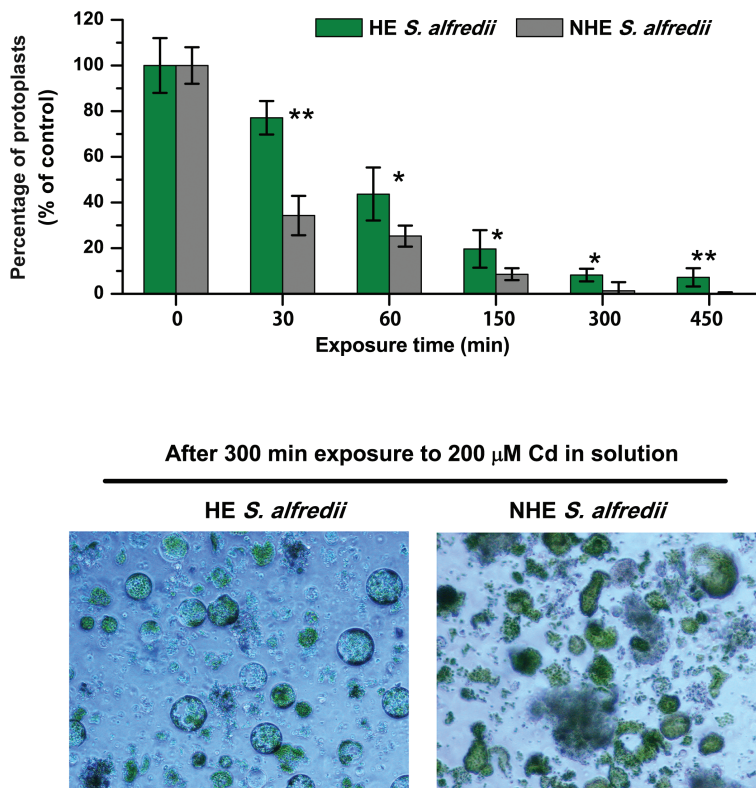 HE S. alfredii NHE S. alfredii
Percentage of protoplasts
(% of control)
120
100
80
60
40
20
0
**
*
*
*
**
0 30 60 150 300 450
Exposure time (min)
After 300 min exposure to 200 μM Cd in solution
HE S. alfredii NHE S. alfredii